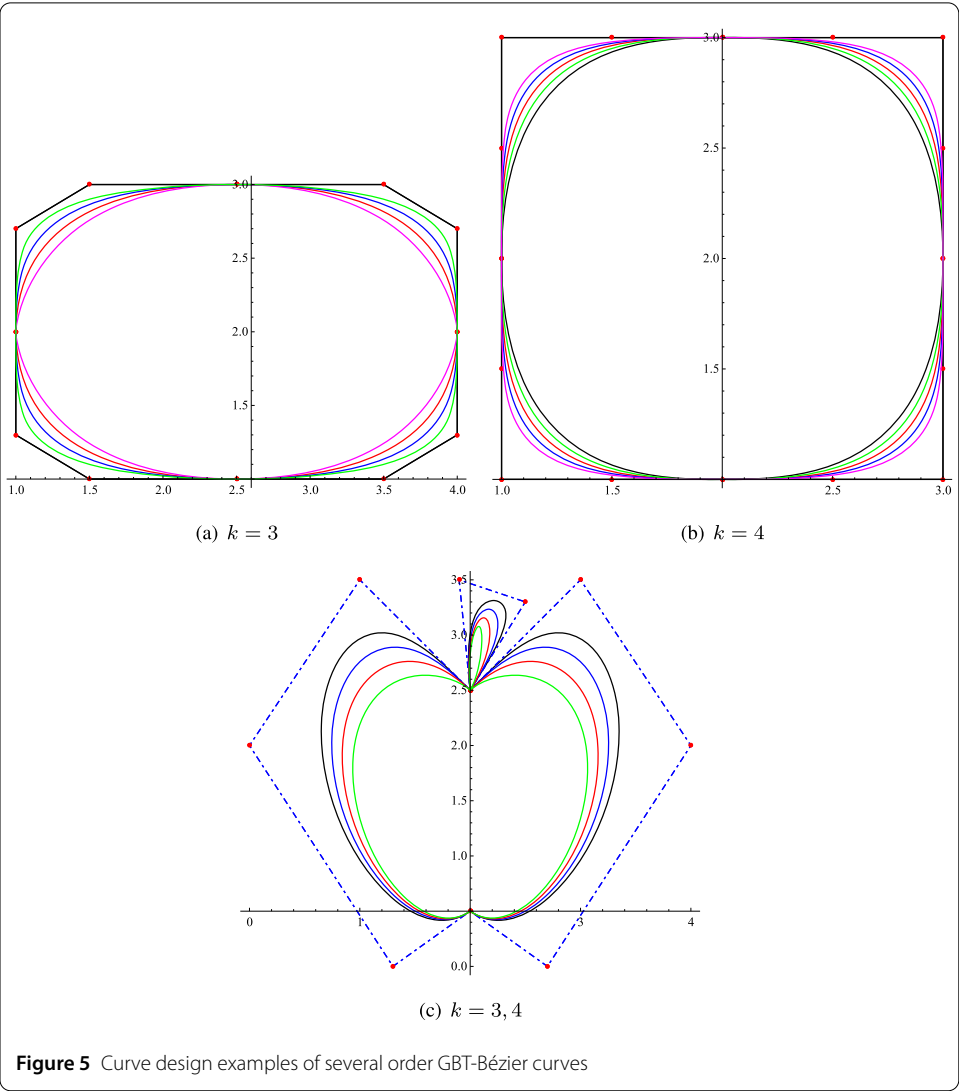 3.0
2.5
2.0
1.5
1.0 1.5 2.0 2.5 3.0 3.5 4.0
(a) k = 3
3.0
2.5
2.0
1.5
1.0 1.5 2.5 3.0
(b) k = 4
3.5
3.0
2.5
2.0
1.5
1.0
0 1 3 4
0.0
(c) k = 3, 4
Figure 5 Curve design examples of several order GBT-Bézier curves